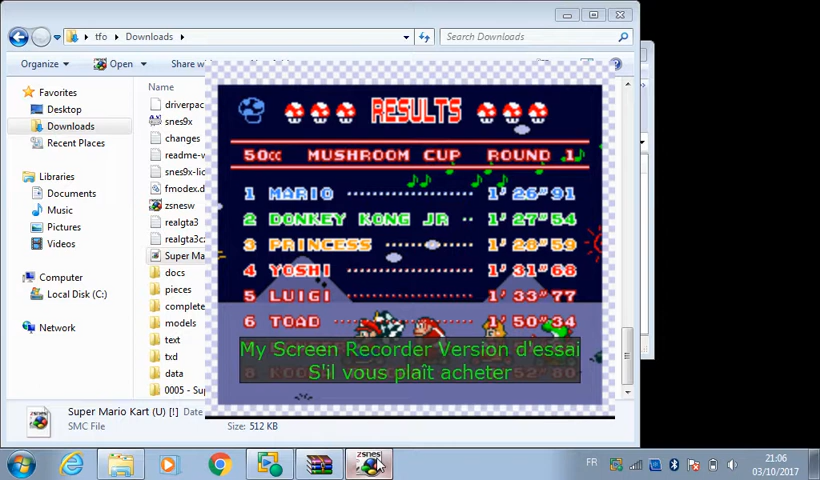 tfo Downloads
Search Downloads
Organize Open Share wi
Favorites
Desktop
Downloads
Recent Places
Libraries
Documents
Music
Pictures
Videos
Computer
Local Disk (C:)
Network
Name
driverpac
snes9x
changes
readme-w
snes9x-lic
fmodex.d
zsnesw
realgta3
realgta3cz
Super Ma
docs
pieces
complete
models
text
txd
data
0005 - Sup
RESULTS
50cc MUSHROOM CUP ROUND 1
1 MARIO 1'26"91
2 DONKEY KONG JR 1'27"54
3 PRINCESS 1'28"59
4 YOSHI 1'31"68
5 LUIGI 1'33"77
6 TOAD 1'50"34
My Screen Recorder Version d'essai
S'il vous plaît acheter
Super Mario Kart (U) [!] Date
SMC File
Size: 512 KB
zsnes
FR
21:06
03/10/2017